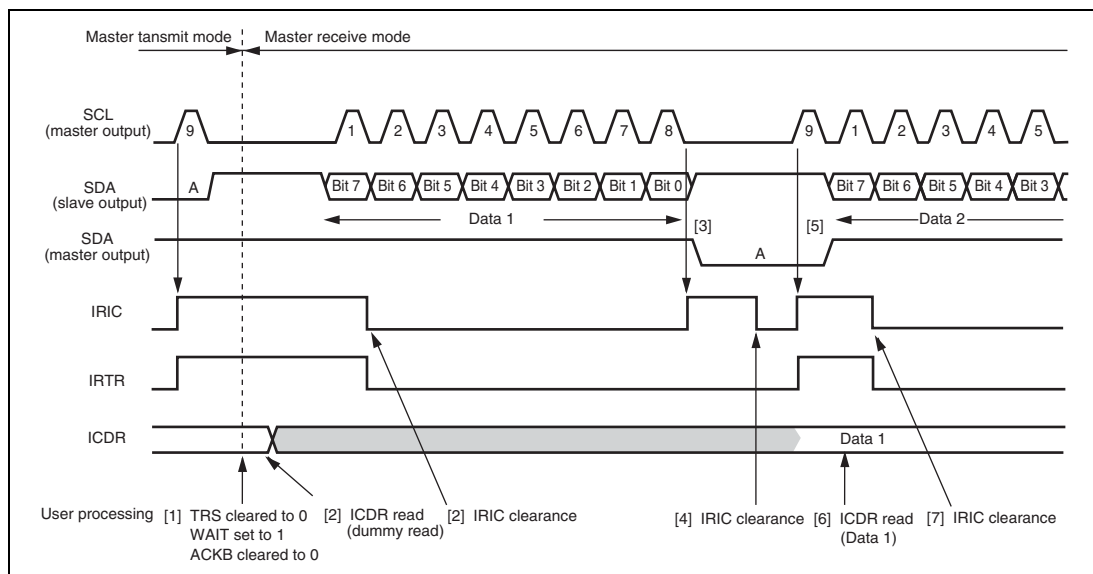 Master tansmit mode Master receive mode
SCL
(master output)
9 1 2 3 4 5 6 7 8 9 1 2 3 4 5
SDA
(slave output)
A Bit 7 Bit 6 Bit 5 Bit 4 Bit 3 Bit 2 Bit 1 Bit 0 Bit 7 Bit 6 Bit 5 Bit 4 Bit 3
Data 1 [3] [5] Data 2
SDA
(master output)
A
IRIC
IRTR
ICDR
Data 1
User processing [1] TRS cleared to 0
WAIT set to 1
ACKB cleared to 0
[2] ICDR read
(dummy read)
[2] IRIC clearance
[4] IRIC clearance
[6] ICDR read
(Data 1)
[7] IRIC clearance